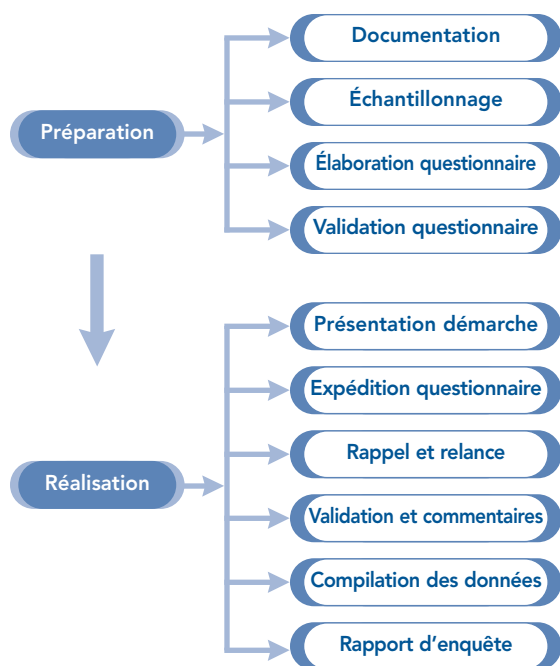 Préparation
Documentation
Échantillonnage
Élaboration questionnaire
Validation questionnaire
Réalisation
Présentation démarche
Expédition questionnaire
Rappel et relance
Validation et commentaires
Compilation des données
Rapport d’enquête